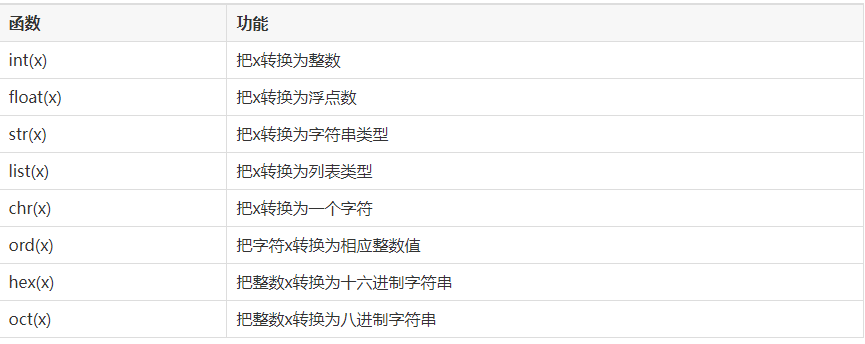 函数 功能
int(x) 把x转换为整数
float(x) 把x转换为浮点数
str(x) 把x转换为字符串类型
list(x) 把x转换为列表类型
chr(x) 把x转换为一个字符
ord(x) 把字符x转换为相应整数值
hex(x) 把整数x转换为十六进制字符串
oct(x) 把整数x转换为八进制字符串